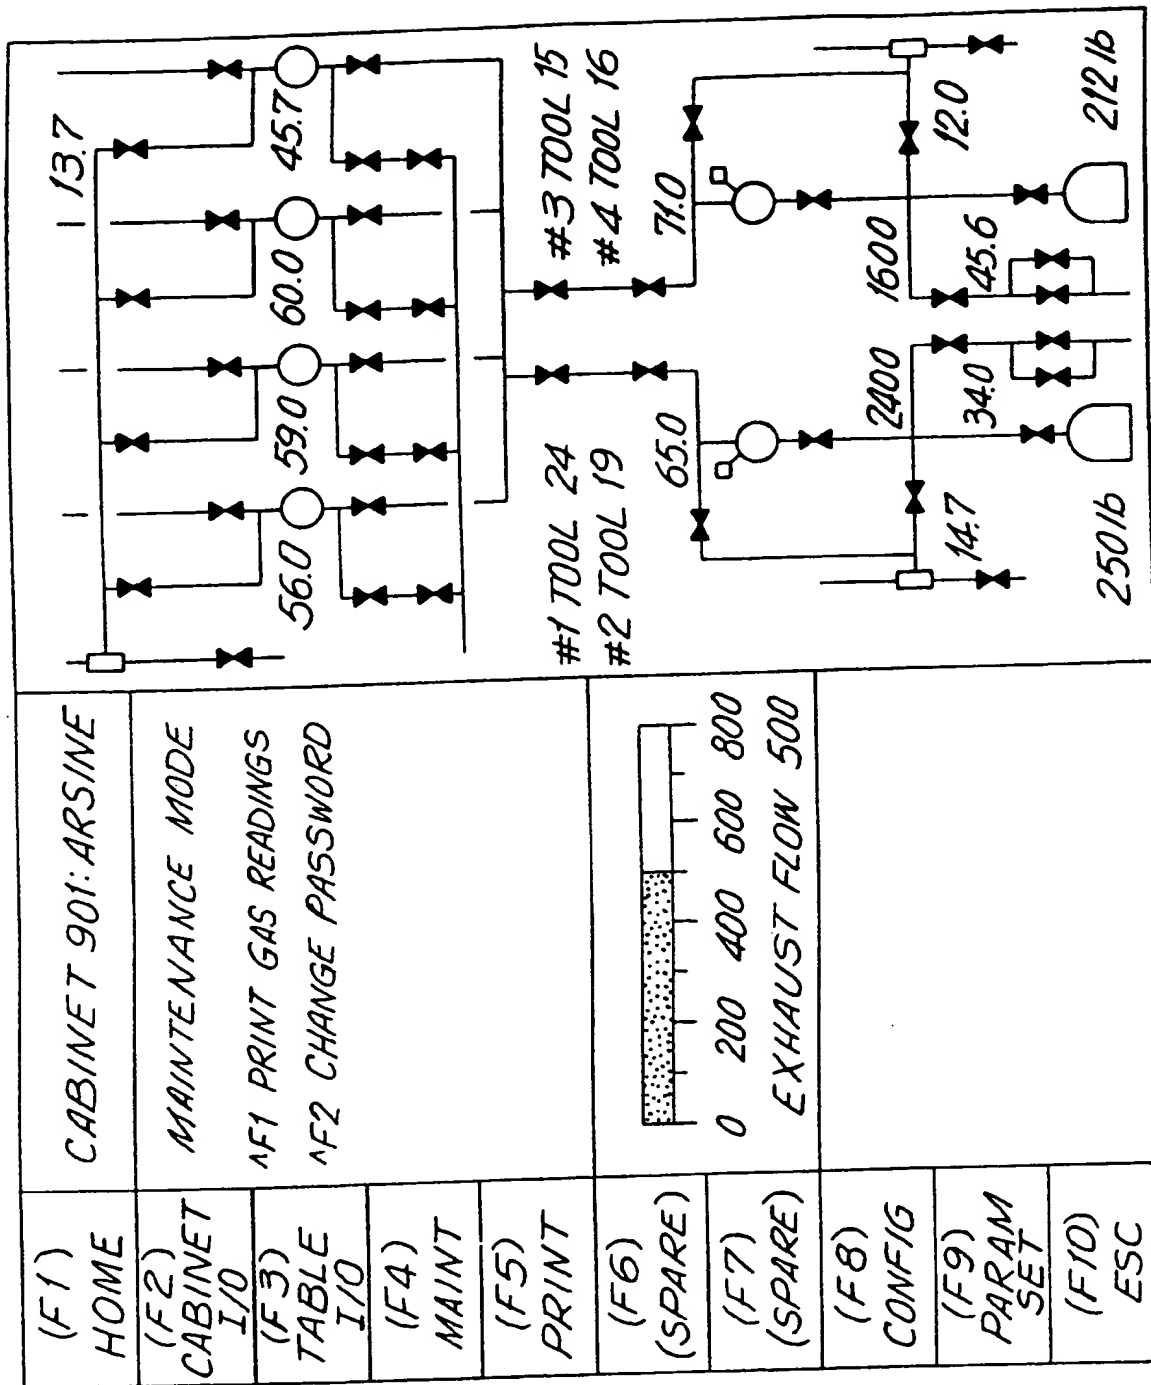 (F1)
HOME
(F2)
CABINET
I/O
(F3)
TABLE
I/O
(F4)
MAINT
(F5)
PRINT
(F6)
(SPARE)
(F7)
(SPARE)
(F8)
CONFIG
(F9)
PARAM
SET
(F10)
ESC
CABINET 901: ARSINE
MAINTENANCE MODE
^F1 PRINT GAS READINGS
^F2 CHANGE PASSWORD
0 200 400 600 800
EXHAUST FLOW 500
13.7
56.0 59.0 60.0 45.7
#1 TOOL 24
#2 TOOL 19
#3 TOOL 15
#4 TOOL 16
65.0 71.0
2400 1600
14.7 34.0 45.6 12.0
250 lb 212 lb